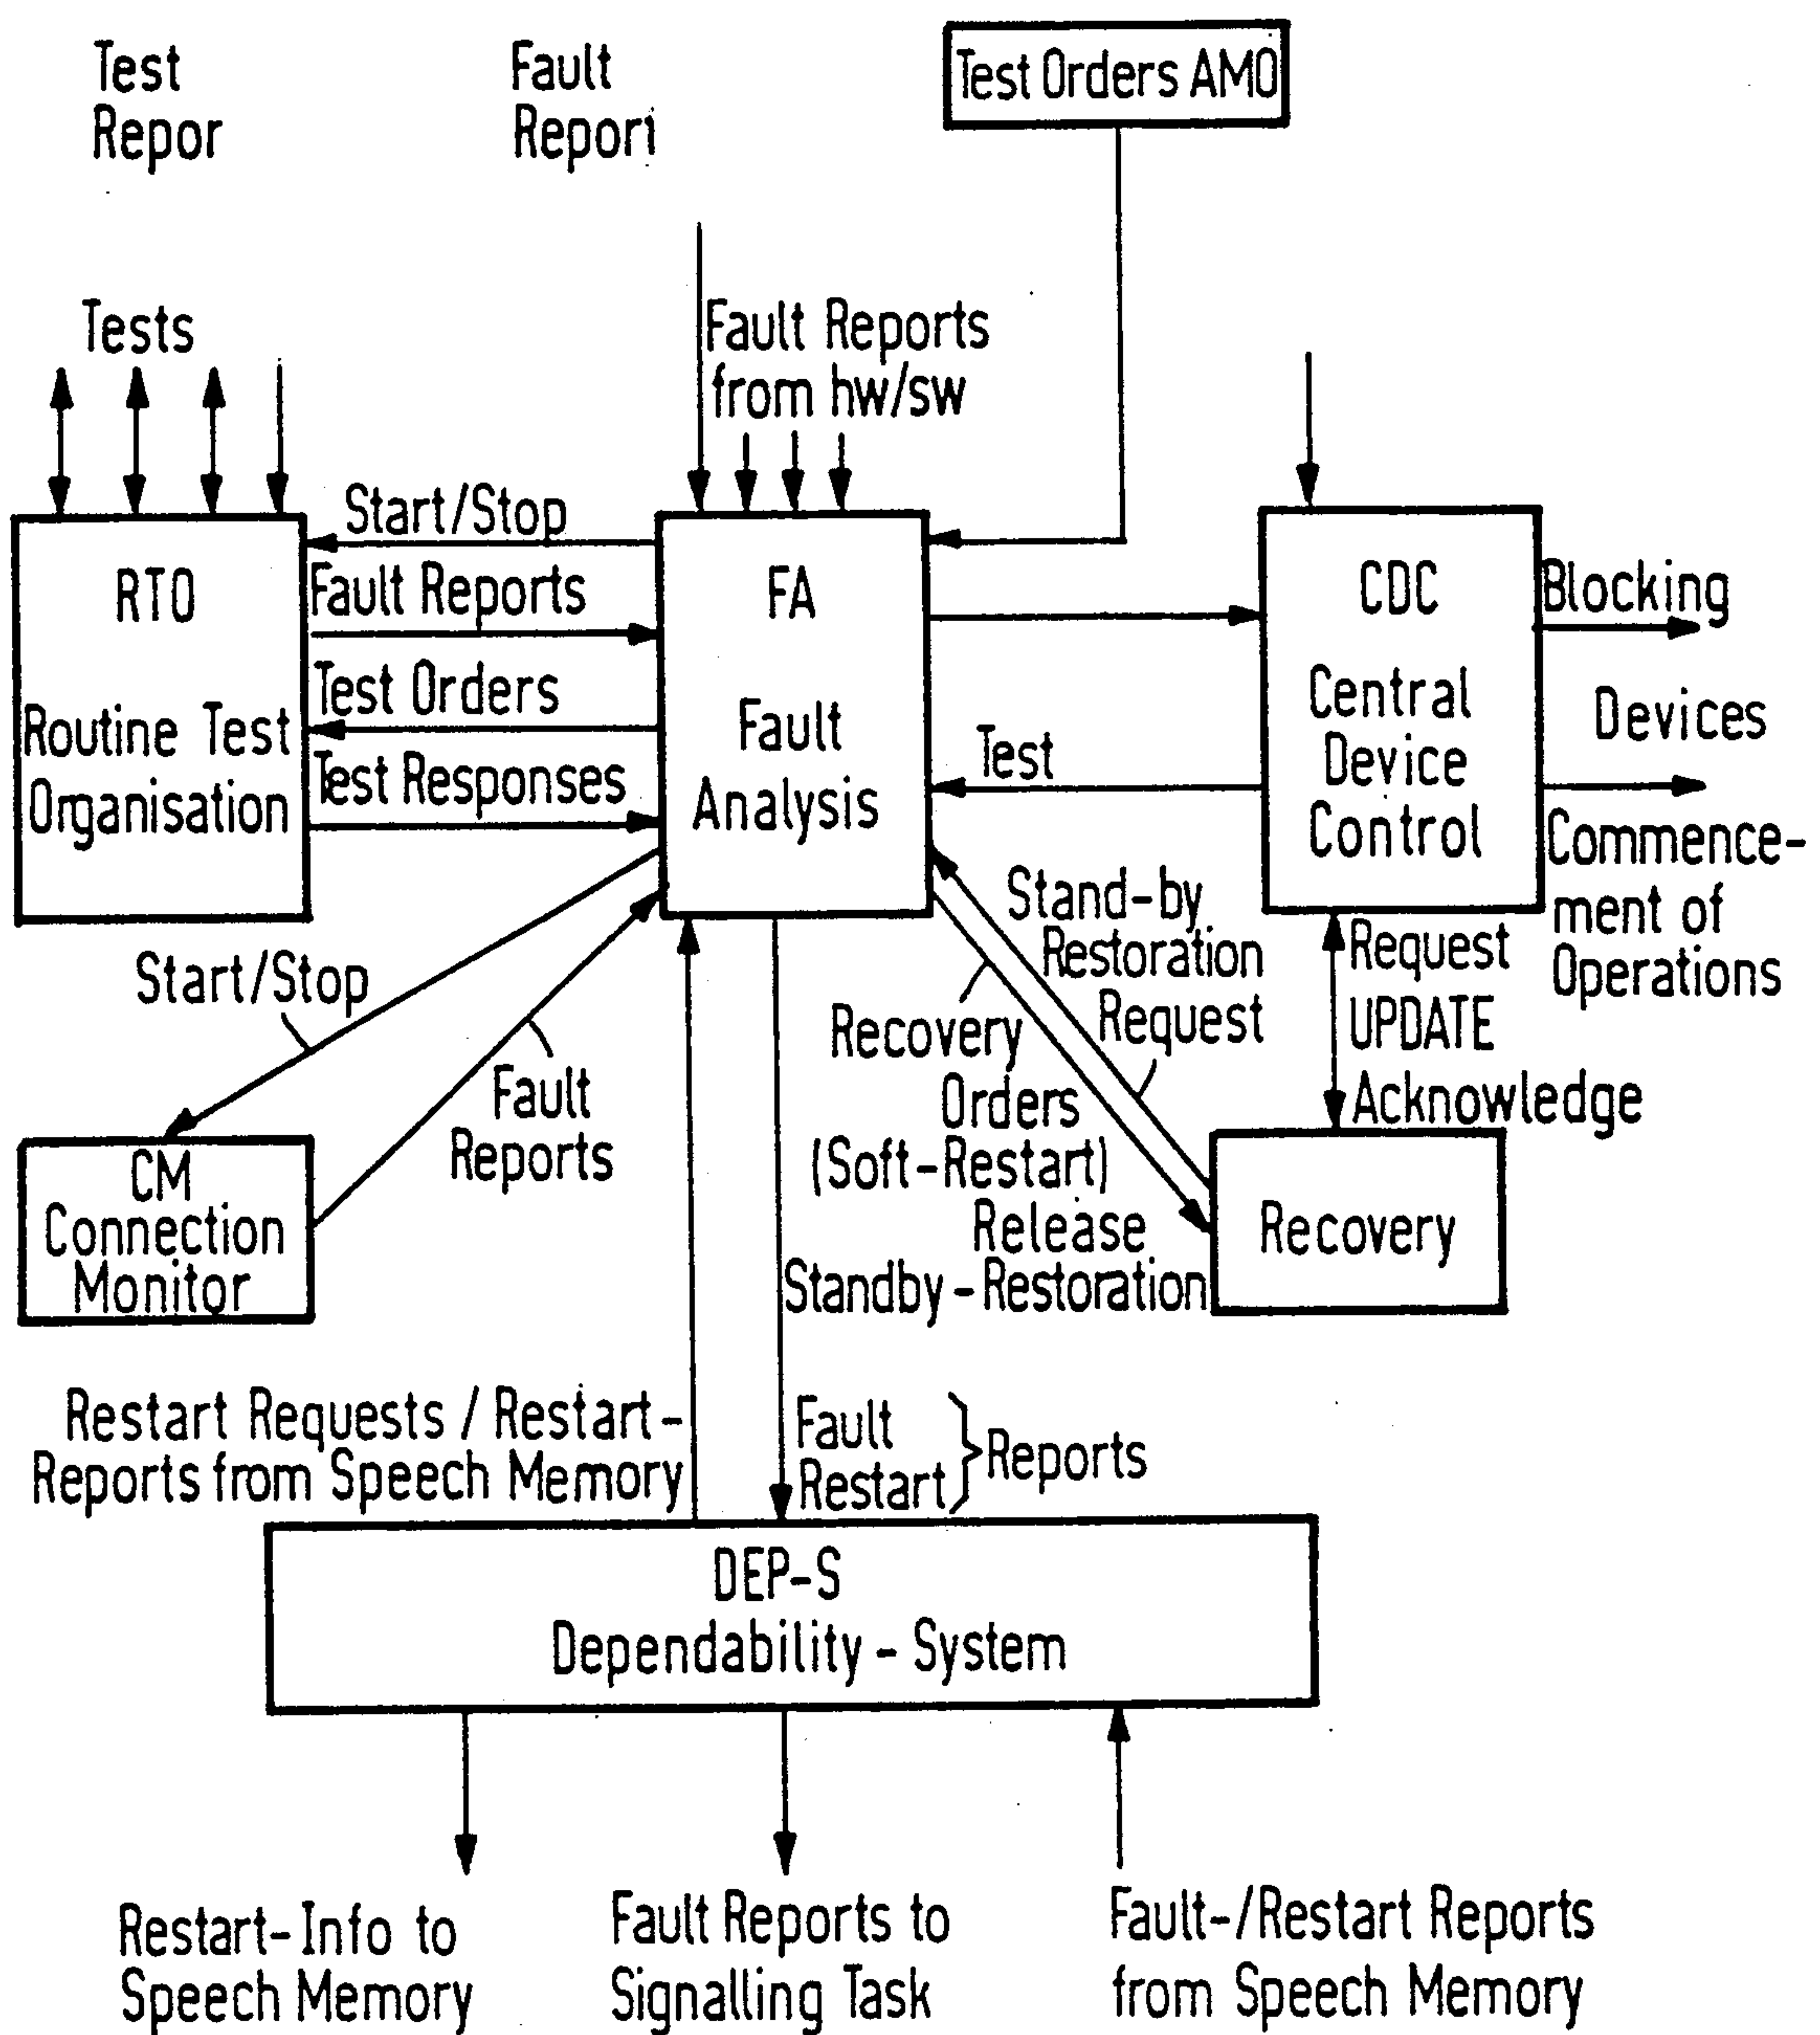 Test
Repor
Fault
Report
Test Orders AMO
Tests
Fault Reports
from hw/sw
Start/Stop
Fault Reports
Test Orders
Test Responses
RTO
Routine Test
Organisation
FA
Fault
Analysis
CDC
Central
Device
Control
Blocking
Devices
Commence-
ment of
Operations
Test
Stand-by
Restoration
Request
Recovery
Orders
(Soft-Restart)
Release
Standby-Restoration
Request
UPDATE
Acknowledge
Start/Stop
Fault
Reports
CM
Connection
Monitor
Recovery
Restart Requests / Restart-
Reports from Speech Memory
Fault
Restart
} Reports
DEP-S
Dependability - System
Restart-Info to
Speech Memory
Fault Reports to
Signalling Task
Fault-/Restart Reports
from Speech Memory